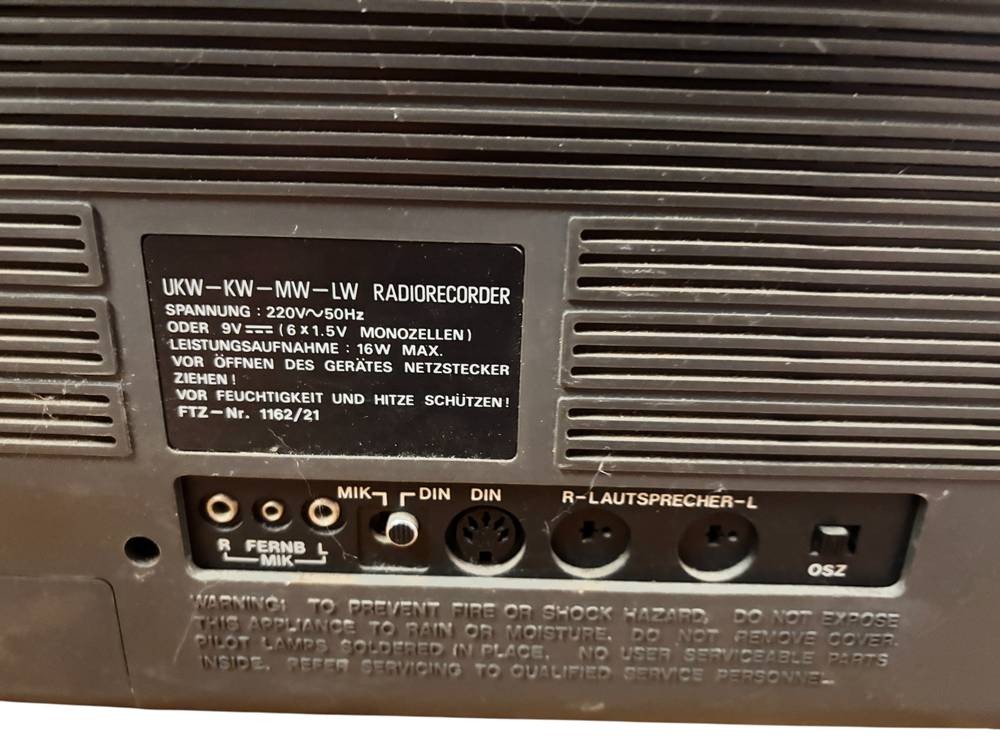 UKW–KW–MW–LW RADIORECORDER
SPANNUNG : 220V∿50Hz
ODER 9V⎓ (6×1.5V MONOZELLEN)
LEISTUNGSAUFNAHME : 16W MAX.
VOR ÖFFNEN DES GERÄTES NETZSTECKER
ZIEHEN!
VOR FEUCHTIGKEIT UND HITZE SCHÜTZEN!
FTZ–Nr. 1162/21
MIK DIN DIN R–LAUTSPRECHER–L
R FERNB L
MIK
OSZ
WARNING: TO PREVENT FIRE OR SHOCK HAZARD, DO NOT EXPOSE
THIS APPLIANCE TO RAIN OR MOISTURE. DO NOT REMOVE COVER.
PILOT LAMPS SOLDERED IN PLACE. NO USER SERVICEABLE PARTS
INSIDE. REFER SERVICING TO QUALIFIED SERVICE PERSONNEL.